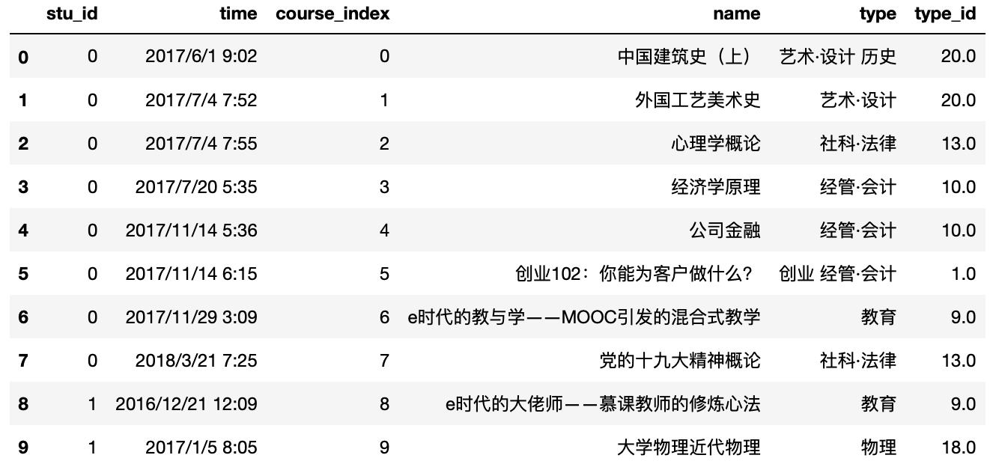 stu_id time course_index name type type_id
0 0 2017/6/1 9:02 0 中国建筑史（上） 艺术·设计 历史 20.0
1 0 2017/7/4 7:52 1 外国工艺美术史 艺术·设计 20.0
2 0 2017/7/4 7:55 2 心理学概论 社科·法律 13.0
3 0 2017/7/20 5:35 3 经济学原理 经管·会计 10.0
4 0 2017/11/14 5:36 4 公司金融 经管·会计 10.0
5 0 2017/11/14 6:15 5 创业102：你能为客户做什么？ 创业 经管·会计 1.0
6 0 2017/11/29 3:09 6 e时代的教与学——MOOC引发的混合式教学 教育 9.0
7 0 2018/3/21 7:25 7 党的十九大精神概论 社科·法律 13.0
8 1 2016/12/21 12:09 8 e时代的大佬师——慕课教师的修炼心法 教育 9.0
9 1 2017/1/5 8:05 9 大学物理近代物理 物理 18.0